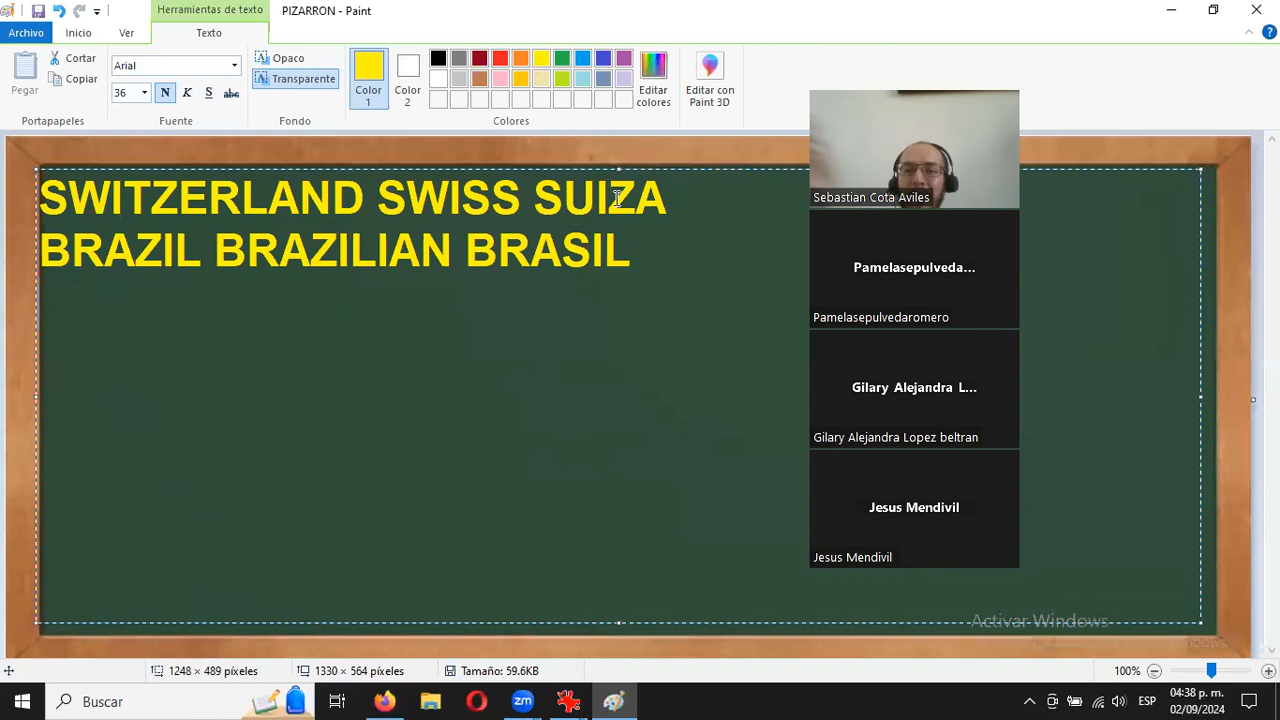 Herramientas de texto
PIZARRON - Paint
Archivo
Inicio
Ver
Texto
Pegar
Cortar
Copiar
Portapapeles
Arial
36
N K S abc
Fuente
Opaco
Transparente
Fondo
Color 1
Color 2
Editar colores
Colores
Editar con Paint 3D
SWITZERLAND SWISS SUIZA
BRAZIL BRAZILIAN BRASIL
Sebastian Cota Aviles
Pamelasepulveda...
Pamelasepulvedaromero
Gilary Alejandra L...
Gilary Alejandra Lopez beltran
Jesus Mendivil
Jesus Mendivil
Activar Windows
1248 × 489 píxeles
1330 × 564 píxeles
Tamaño: 59.6KB
100%
Buscar
zm
ESP
04:38 p. m.
02/09/2024